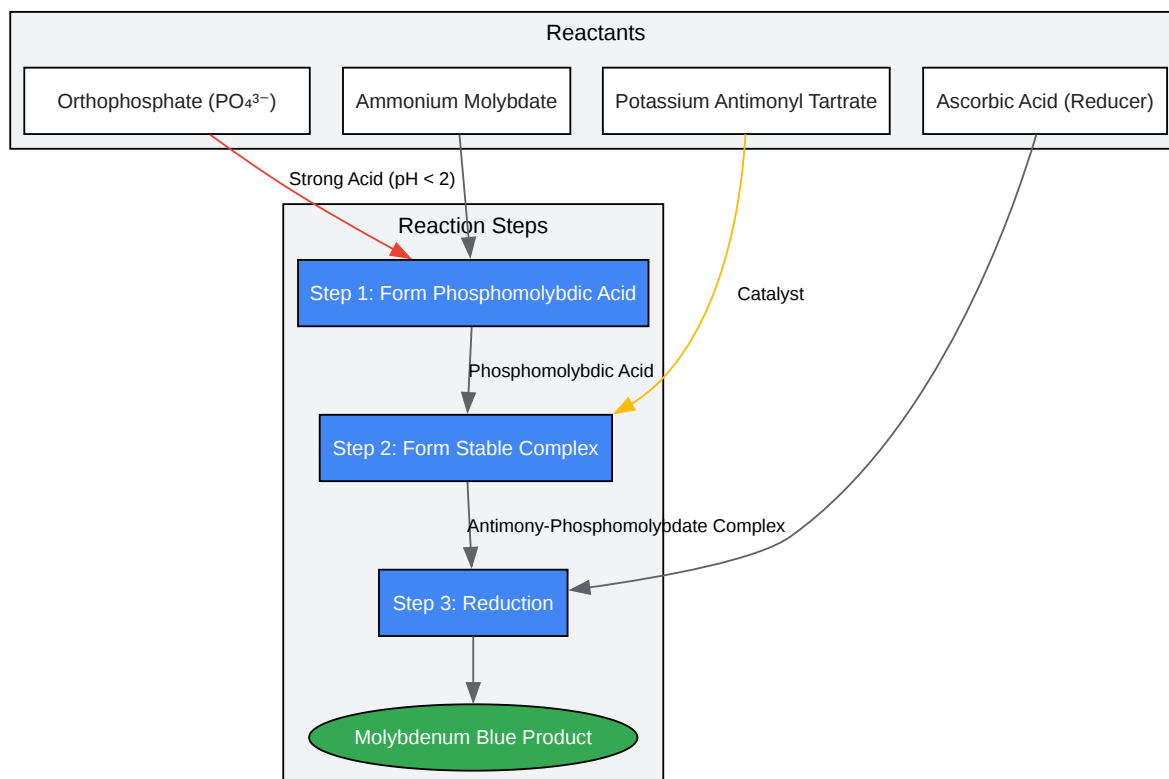 Reactants
Orthophosphate (PO₄³⁻)
Ammonium Molybdate
Potassium Antimonyl Tartrate
Ascorbic Acid (Reducer)
Strong Acid (pH < 2)
Reaction Steps
Step 1: Form Phosphomolybdic Acid
Catalyst
Phosphomolybdic Acid
Step 2: Form Stable Complex
Antimony-Phosphomolybdate Complex
Step 3: Reduction
Molybdenum Blue Product